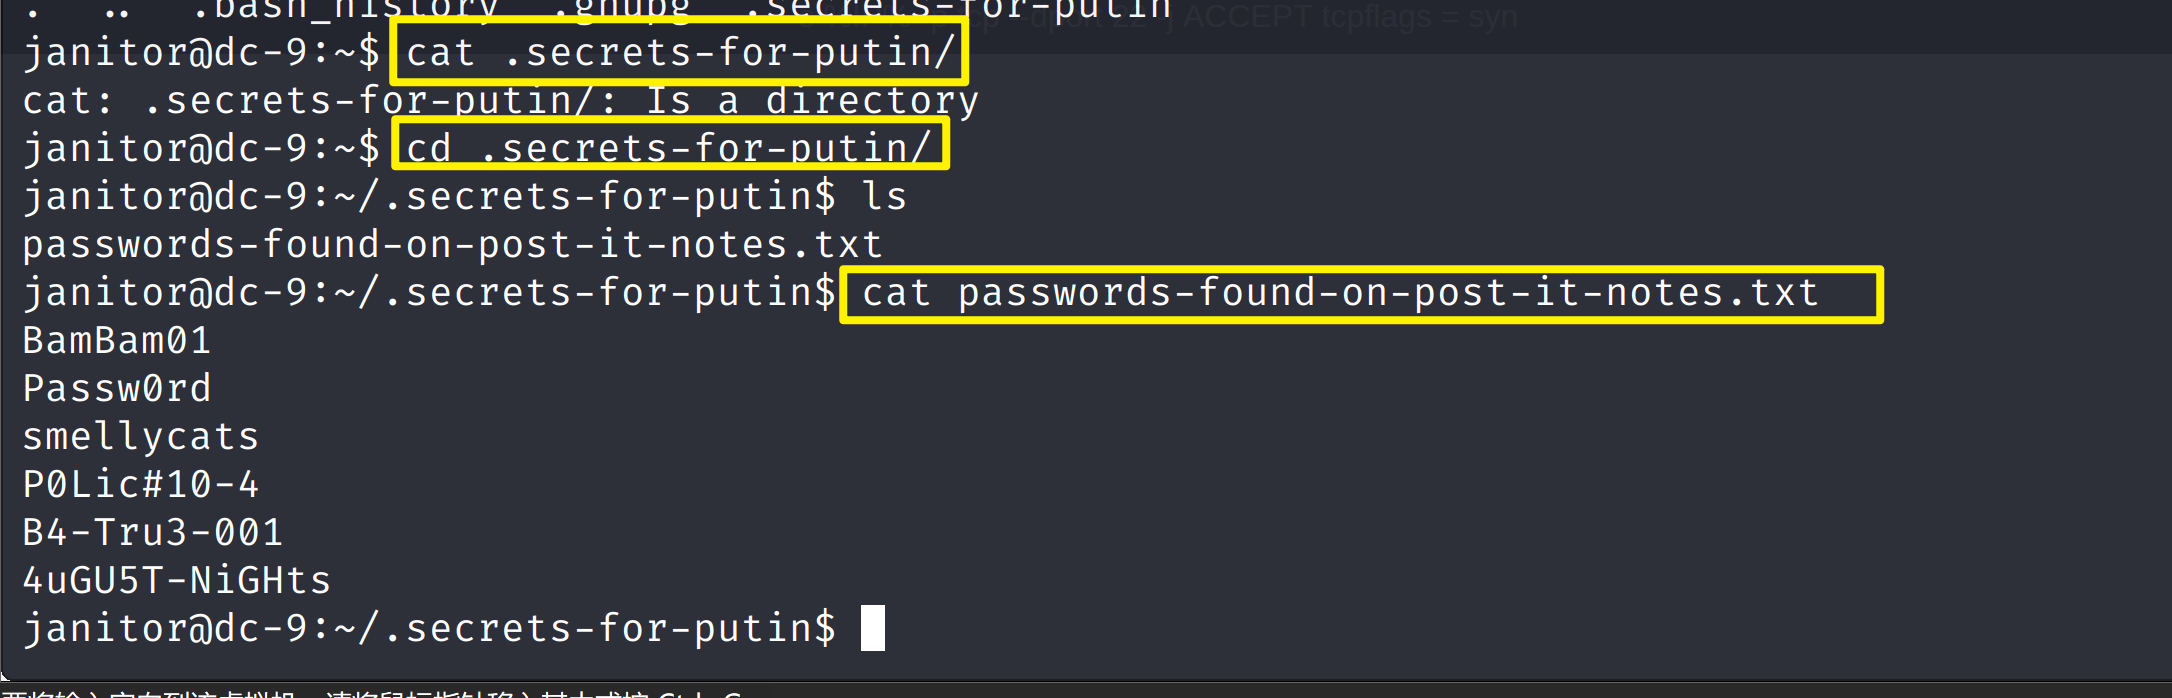 .   ..   .bash_history   .gnupg   .secrets-for-putin
janitor@dc-9:~$ cat .secrets-for-putin/
cat: .secrets-for-putin/: Is a directory
janitor@dc-9:~$ cd .secrets-for-putin/
janitor@dc-9:~/.secrets-for-putin$ ls
passwords-found-on-post-it-notes.txt
janitor@dc-9:~/.secrets-for-putin$ cat passwords-found-on-post-it-notes.txt
BamBam01
Passw0rd
smellycats
P0Lic#10-4
B4-Tru3-001
4uGU5T-NiGHts
janitor@dc-9:~/.secrets-for-putin$
ACCEPT tcpflags = syn